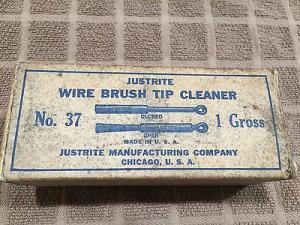 JUSTRITE
WIRE BRUSH TIP CLEANER
No. 37
CLOSED
1 Gross
OPEN
MADE IN U. S. A.
JUSTRITE MANUFACTURING COMPANY
CHICAGO, U. S. A.